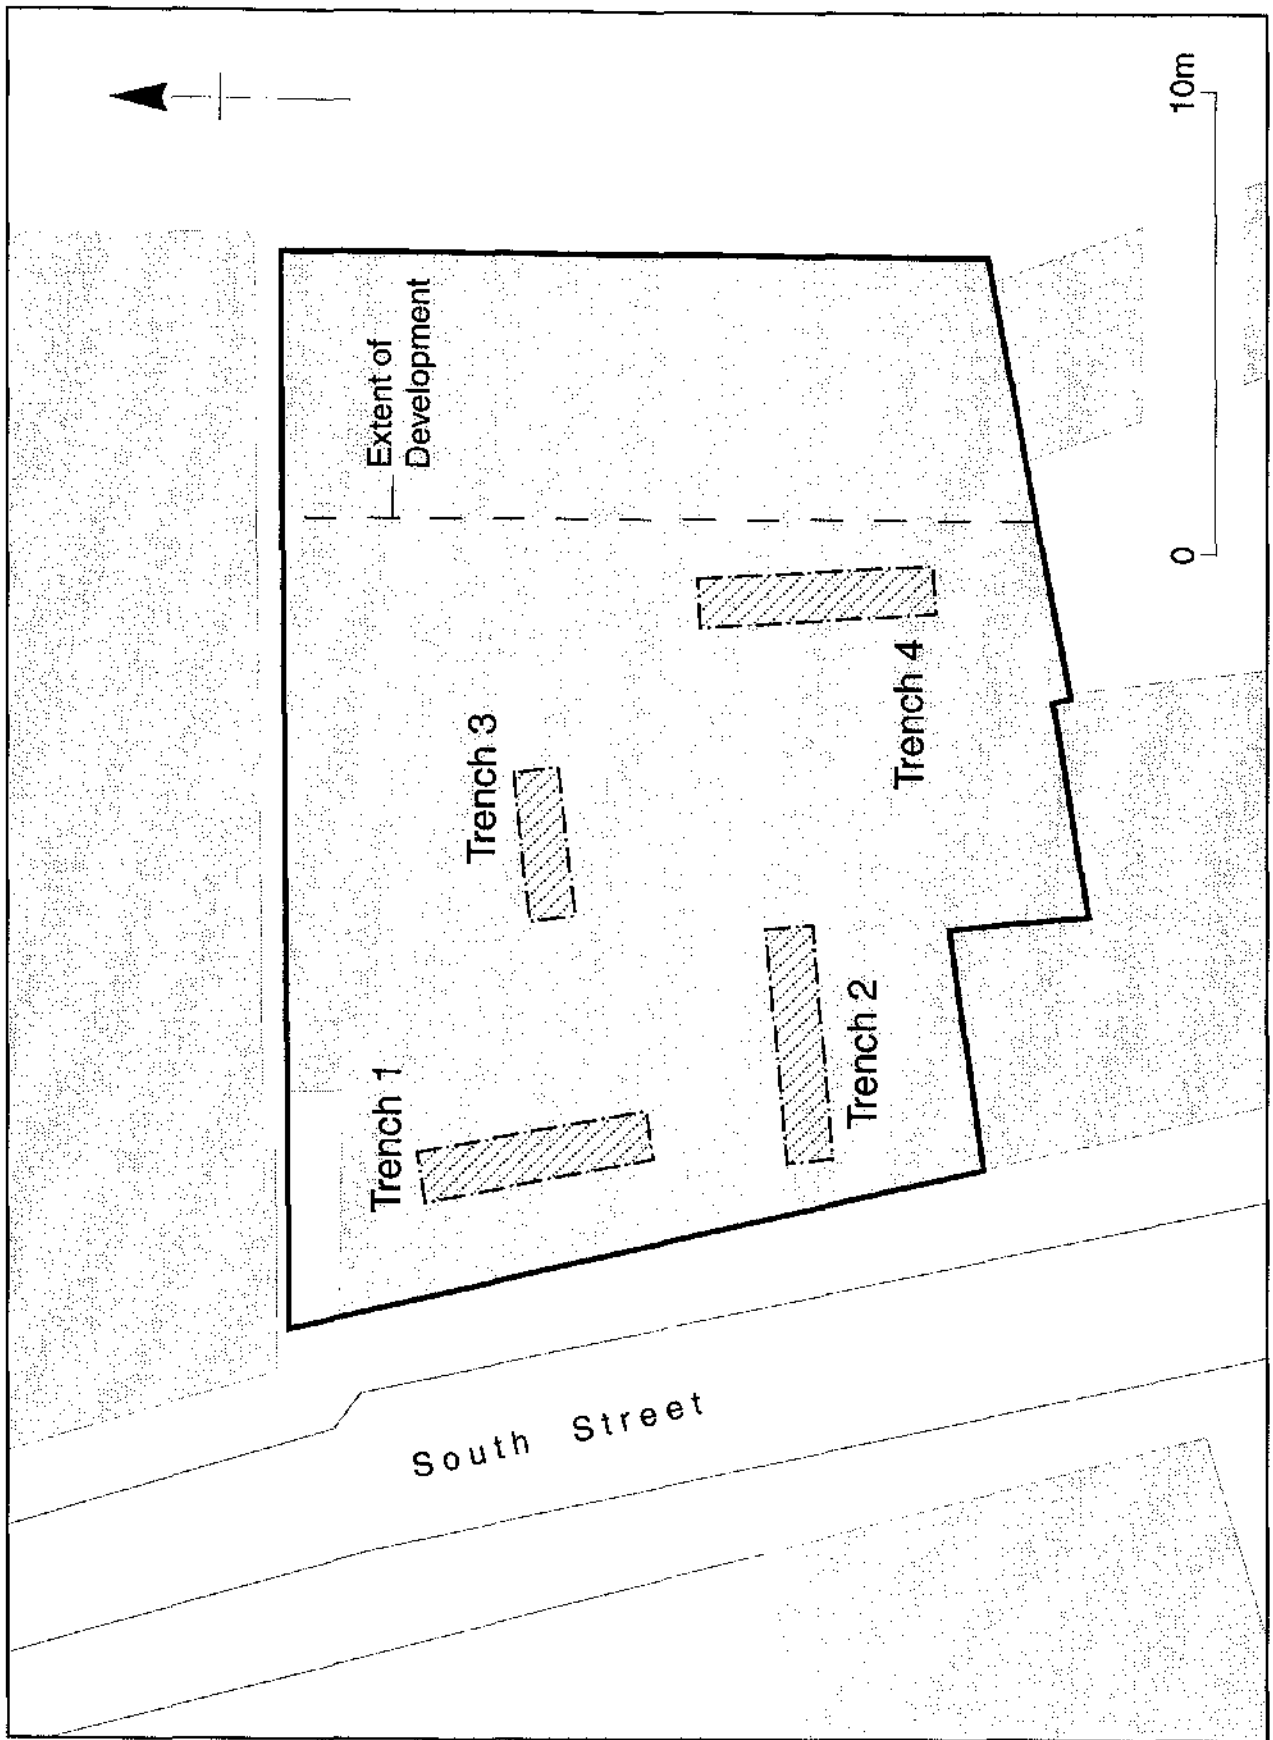 Extent of
Development
Trench 3
Trench 1
Trench 4
Trench 2
South Street
0
10m